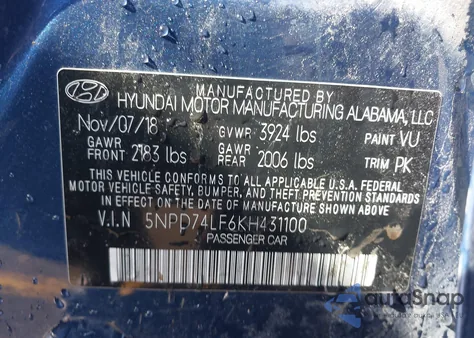 MANUFACTURED BY
HYUNDAI MOTOR MANUFACTURING ALABAMA, LLC
Nov/07/18 GVWR 3924 lbs PAINT VU
GAWR FRONT 2183 lbs GAWR REAR 2006 lbs TRIM PK
THIS VEHICLE CONFORMS TO ALL APPLICABLE U.S.A. FEDERAL
MOTOR VEHICLE SAFETY, BUMPER, AND THEFT PREVENTION STANDARDS
IN EFFECT ON THE DATE OF MANUFACTURE SHOWN ABOVE.
V.I.N 5NPD74LF6KH431100
PASSENGER CAR
autoSnap